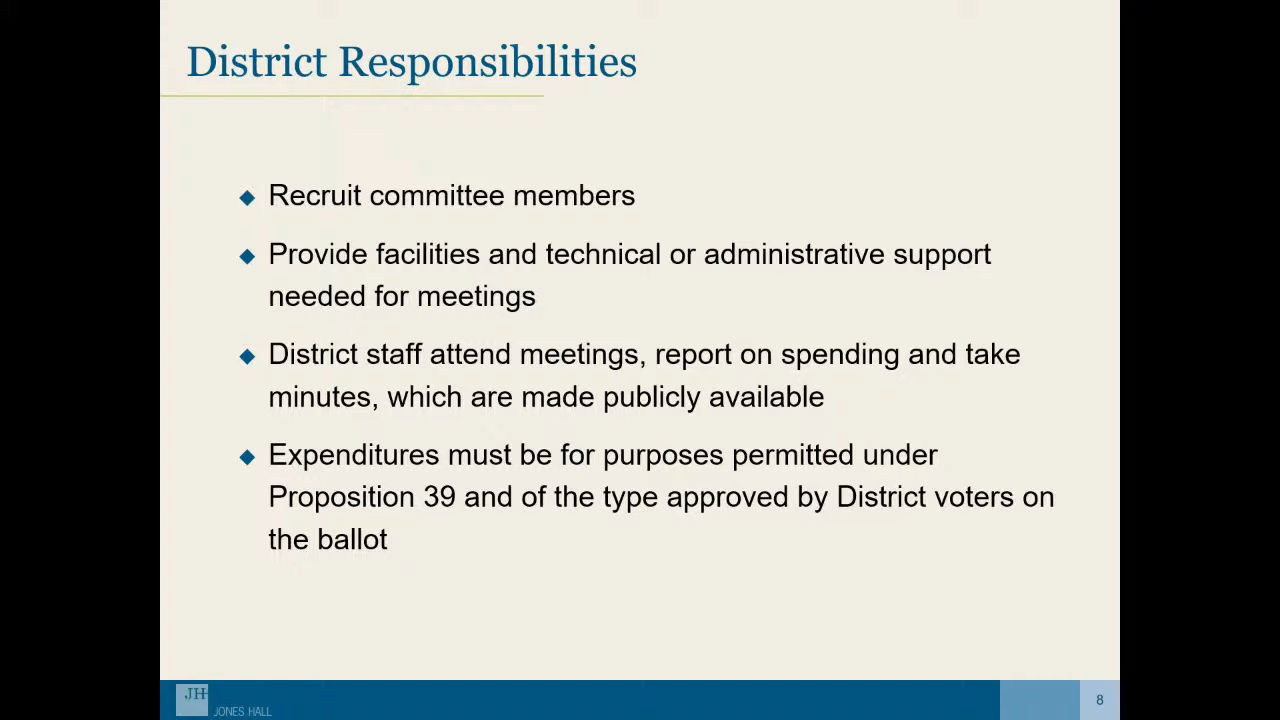 District Responsibilities
◆ Recruit committee members
◆ Provide facilities and technical or administrative support
needed for meetings
◆ District staff attend meetings, report on spending and take
minutes, which are made publicly available
◆ Expenditures must be for purposes permitted under
Proposition 39 and of the type approved by District voters on
the ballot
JH
JONES HALL
8